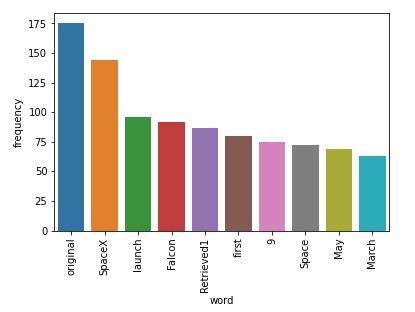 175
150
125
100
75
50
25
0
frequency
original
SpaceX
launch
Falcon
Retrieved1
first
9
Space
May
March
word